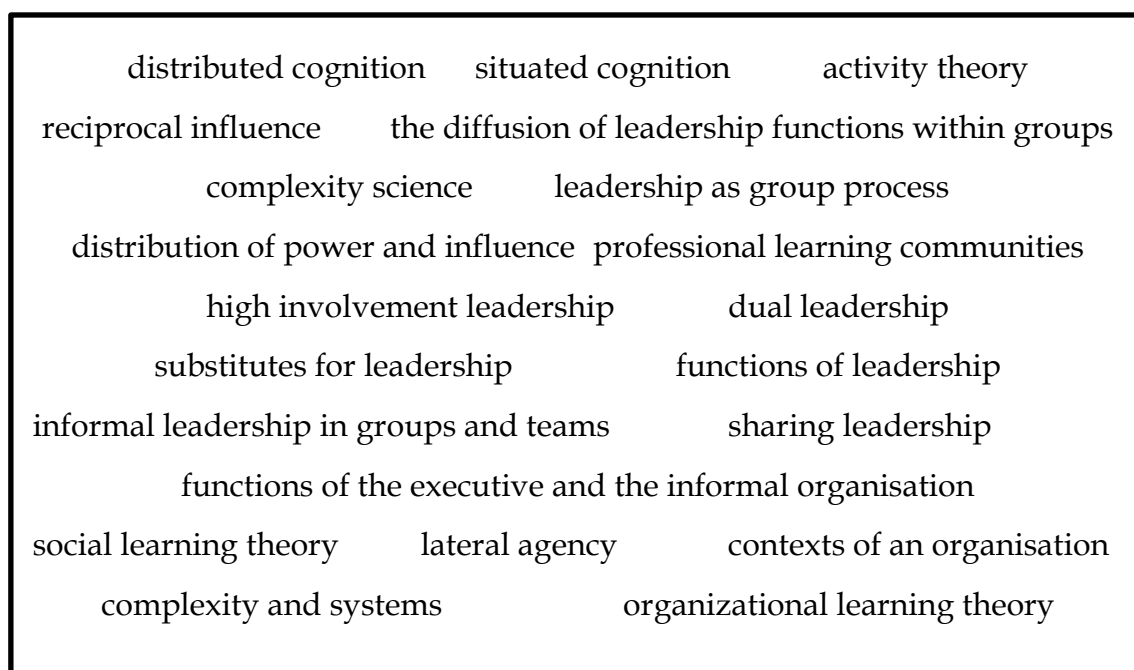 distributed cognition situated cognition activity theory
reciprocal influence the diffusion of leadership functions within groups
complexity science leadership as group process
distribution of power and influence professional learning communities
high involvement leadership dual leadership
substitutes for leadership functions of leadership
informal leadership in groups and teams sharing leadership
functions of the executive and the informal organisation
social learning theory lateral agency contexts of an organisation
complexity and systems organizational learning theory